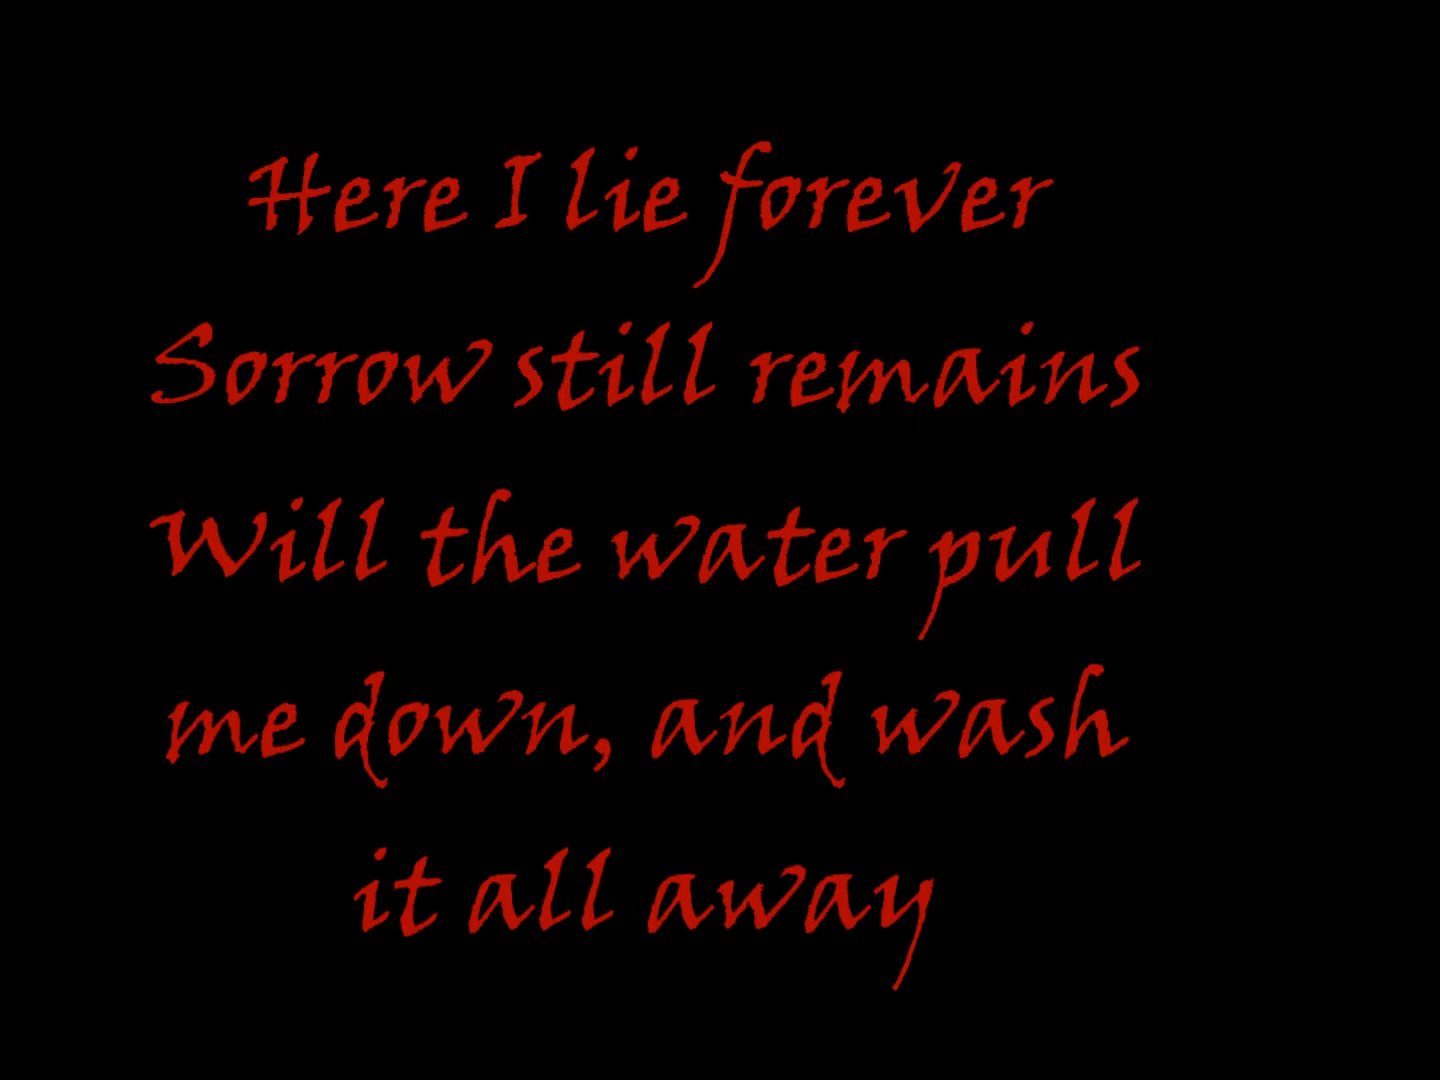 Here I lie forever
Sorrow still remains
Will the water pull
me down, and wash
it all away